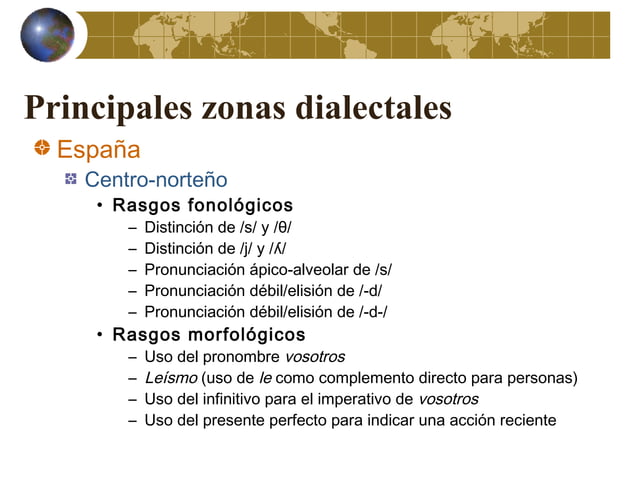 Principales zonas dialectales
España
Centro-norteño
• Rasgos fonológicos
– Distinción de /s/ y /θ/
– Distinción de /j/ y /ʎ/
– Pronunciación ápico-alveolar de /s/
– Pronunciación débil/elisión de /-d/
– Pronunciación débil/elisión de /-d-/
• Rasgos morfológicos
– Uso del pronombre vosotros
– Leísmo (uso de le como complemento directo para personas)
– Uso del infinitivo para el imperativo de vosotros
– Uso del presente perfecto para indicar una acción reciente